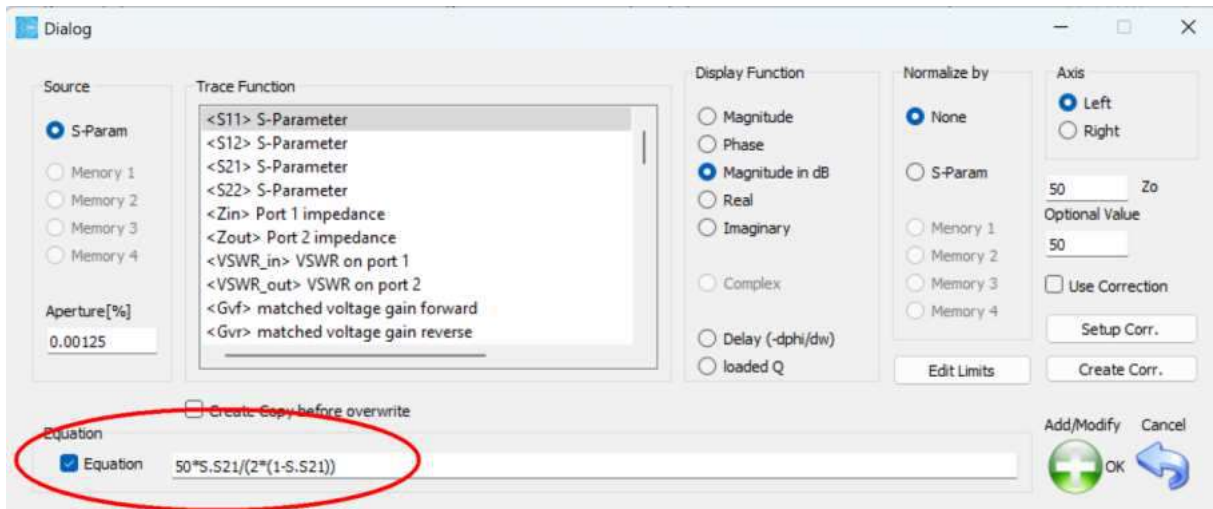 Dialog
Source
S-Param
Menory 1
Memory 2
Memory 3
Memory 4
Aperture[%]
0.00125
Trace Function
<S11> S-Parameter
<S12> S-Parameter
<S21> S-Parameter
<S22> S-Parameter
<Zin> Port 1 impedance
<Zout> Port 2 impedance
<VSWR_in> VSWR on port 1
<VSWR_out> VSWR on port 2
<Gvf> matched voltage gain forward
<Gvr> matched voltage gain reverse
Create Copy before overwrite
Display Function
Magnitude
Phase
Magnitude in dB
Real
Imaginary
Complex
Delay (-dphi/dw)
loaded Q
Normalize by
None
S-Param
Menory 1
Memory 2
Memory 3
Memory 4
Edit Limits
Axis
Left
Right
50 Zo
Optional Value
50
Use Correction
Setup Corr.
Create Corr.
Equation
Equation 50*S.S21/(2*(1-S.S21))
Add/Modify Cancel
OK